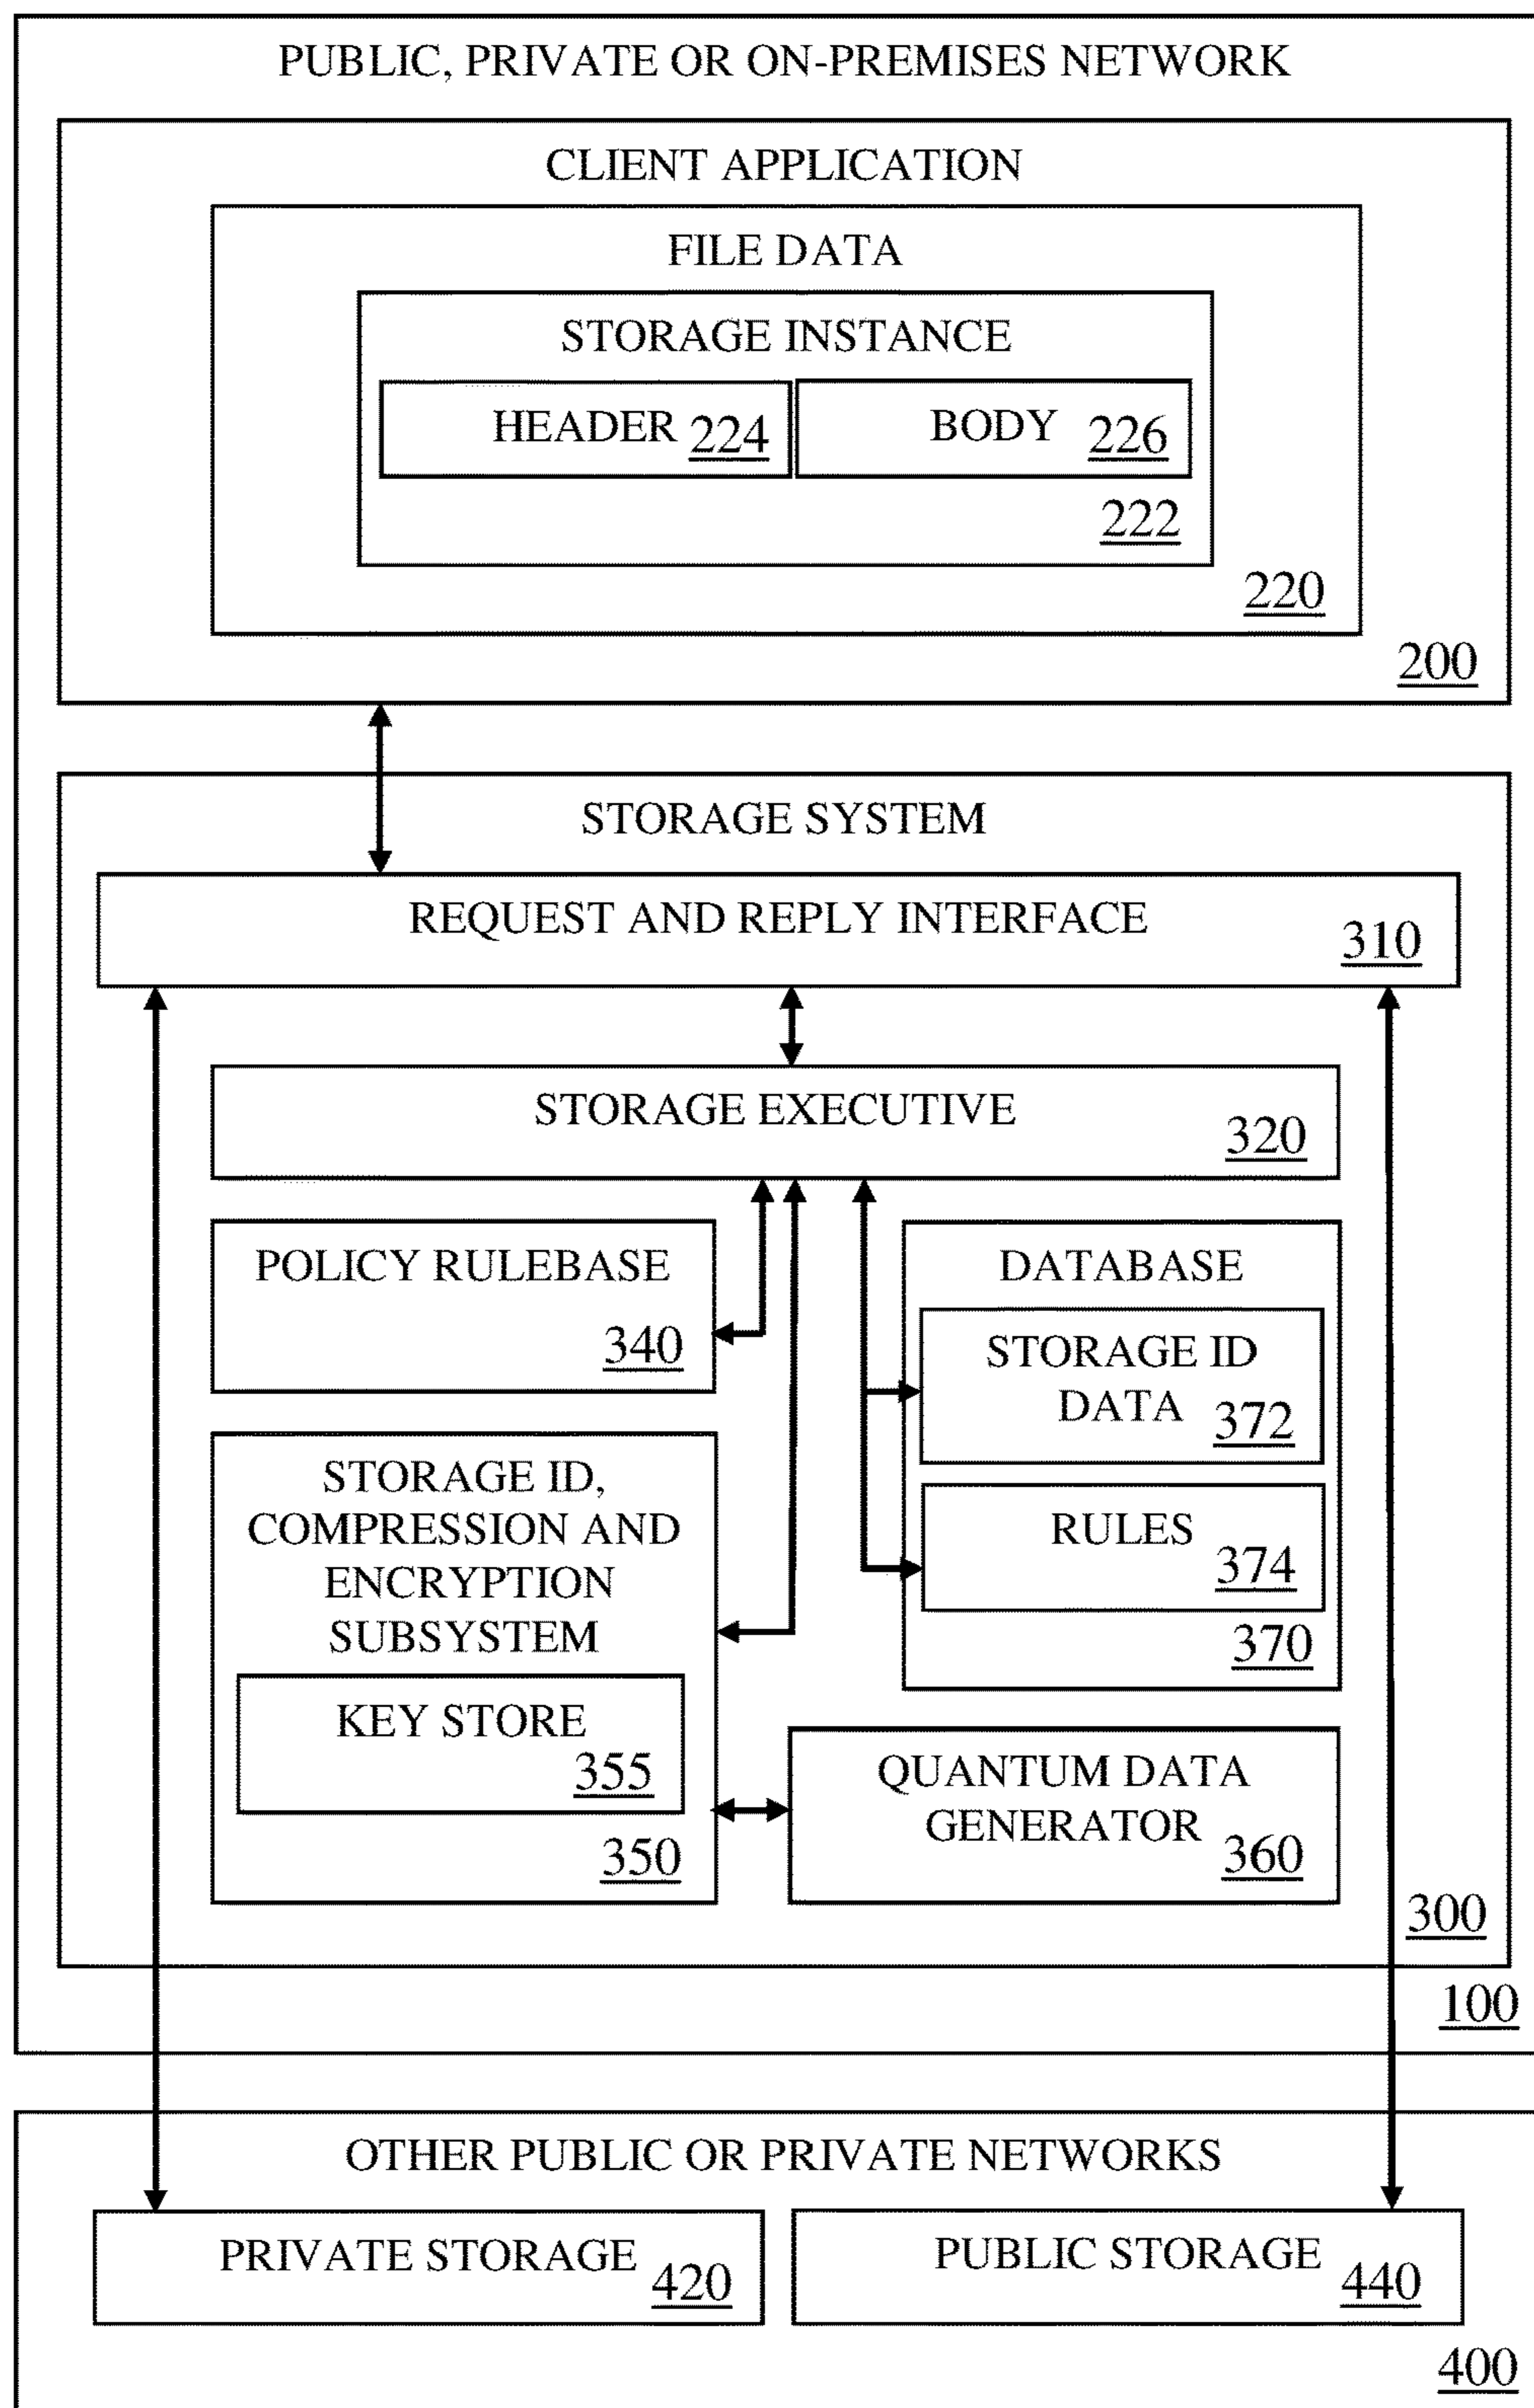 PUBLIC, PRIVATE OR ON-PREMISES NETWORK
CLIENT APPLICATION
FILE DATA
STORAGE INSTANCE
HEADER 224
BODY 226
222
220
200
STORAGE SYSTEM
REQUEST AND REPLY INTERFACE
310
STORAGE EXECUTIVE
320
POLICY RULEBASE
340
DATABASE
STORAGE ID
DATA 372
RULES
374
370
STORAGE ID,
COMPRESSION AND
ENCRYPTION
SUBSYSTEM
KEY STORE
355
350
QUANTUM DATA
GENERATOR 360
300
100
OTHER PUBLIC OR PRIVATE NETWORKS
PRIVATE STORAGE 420
PUBLIC STORAGE 440
400